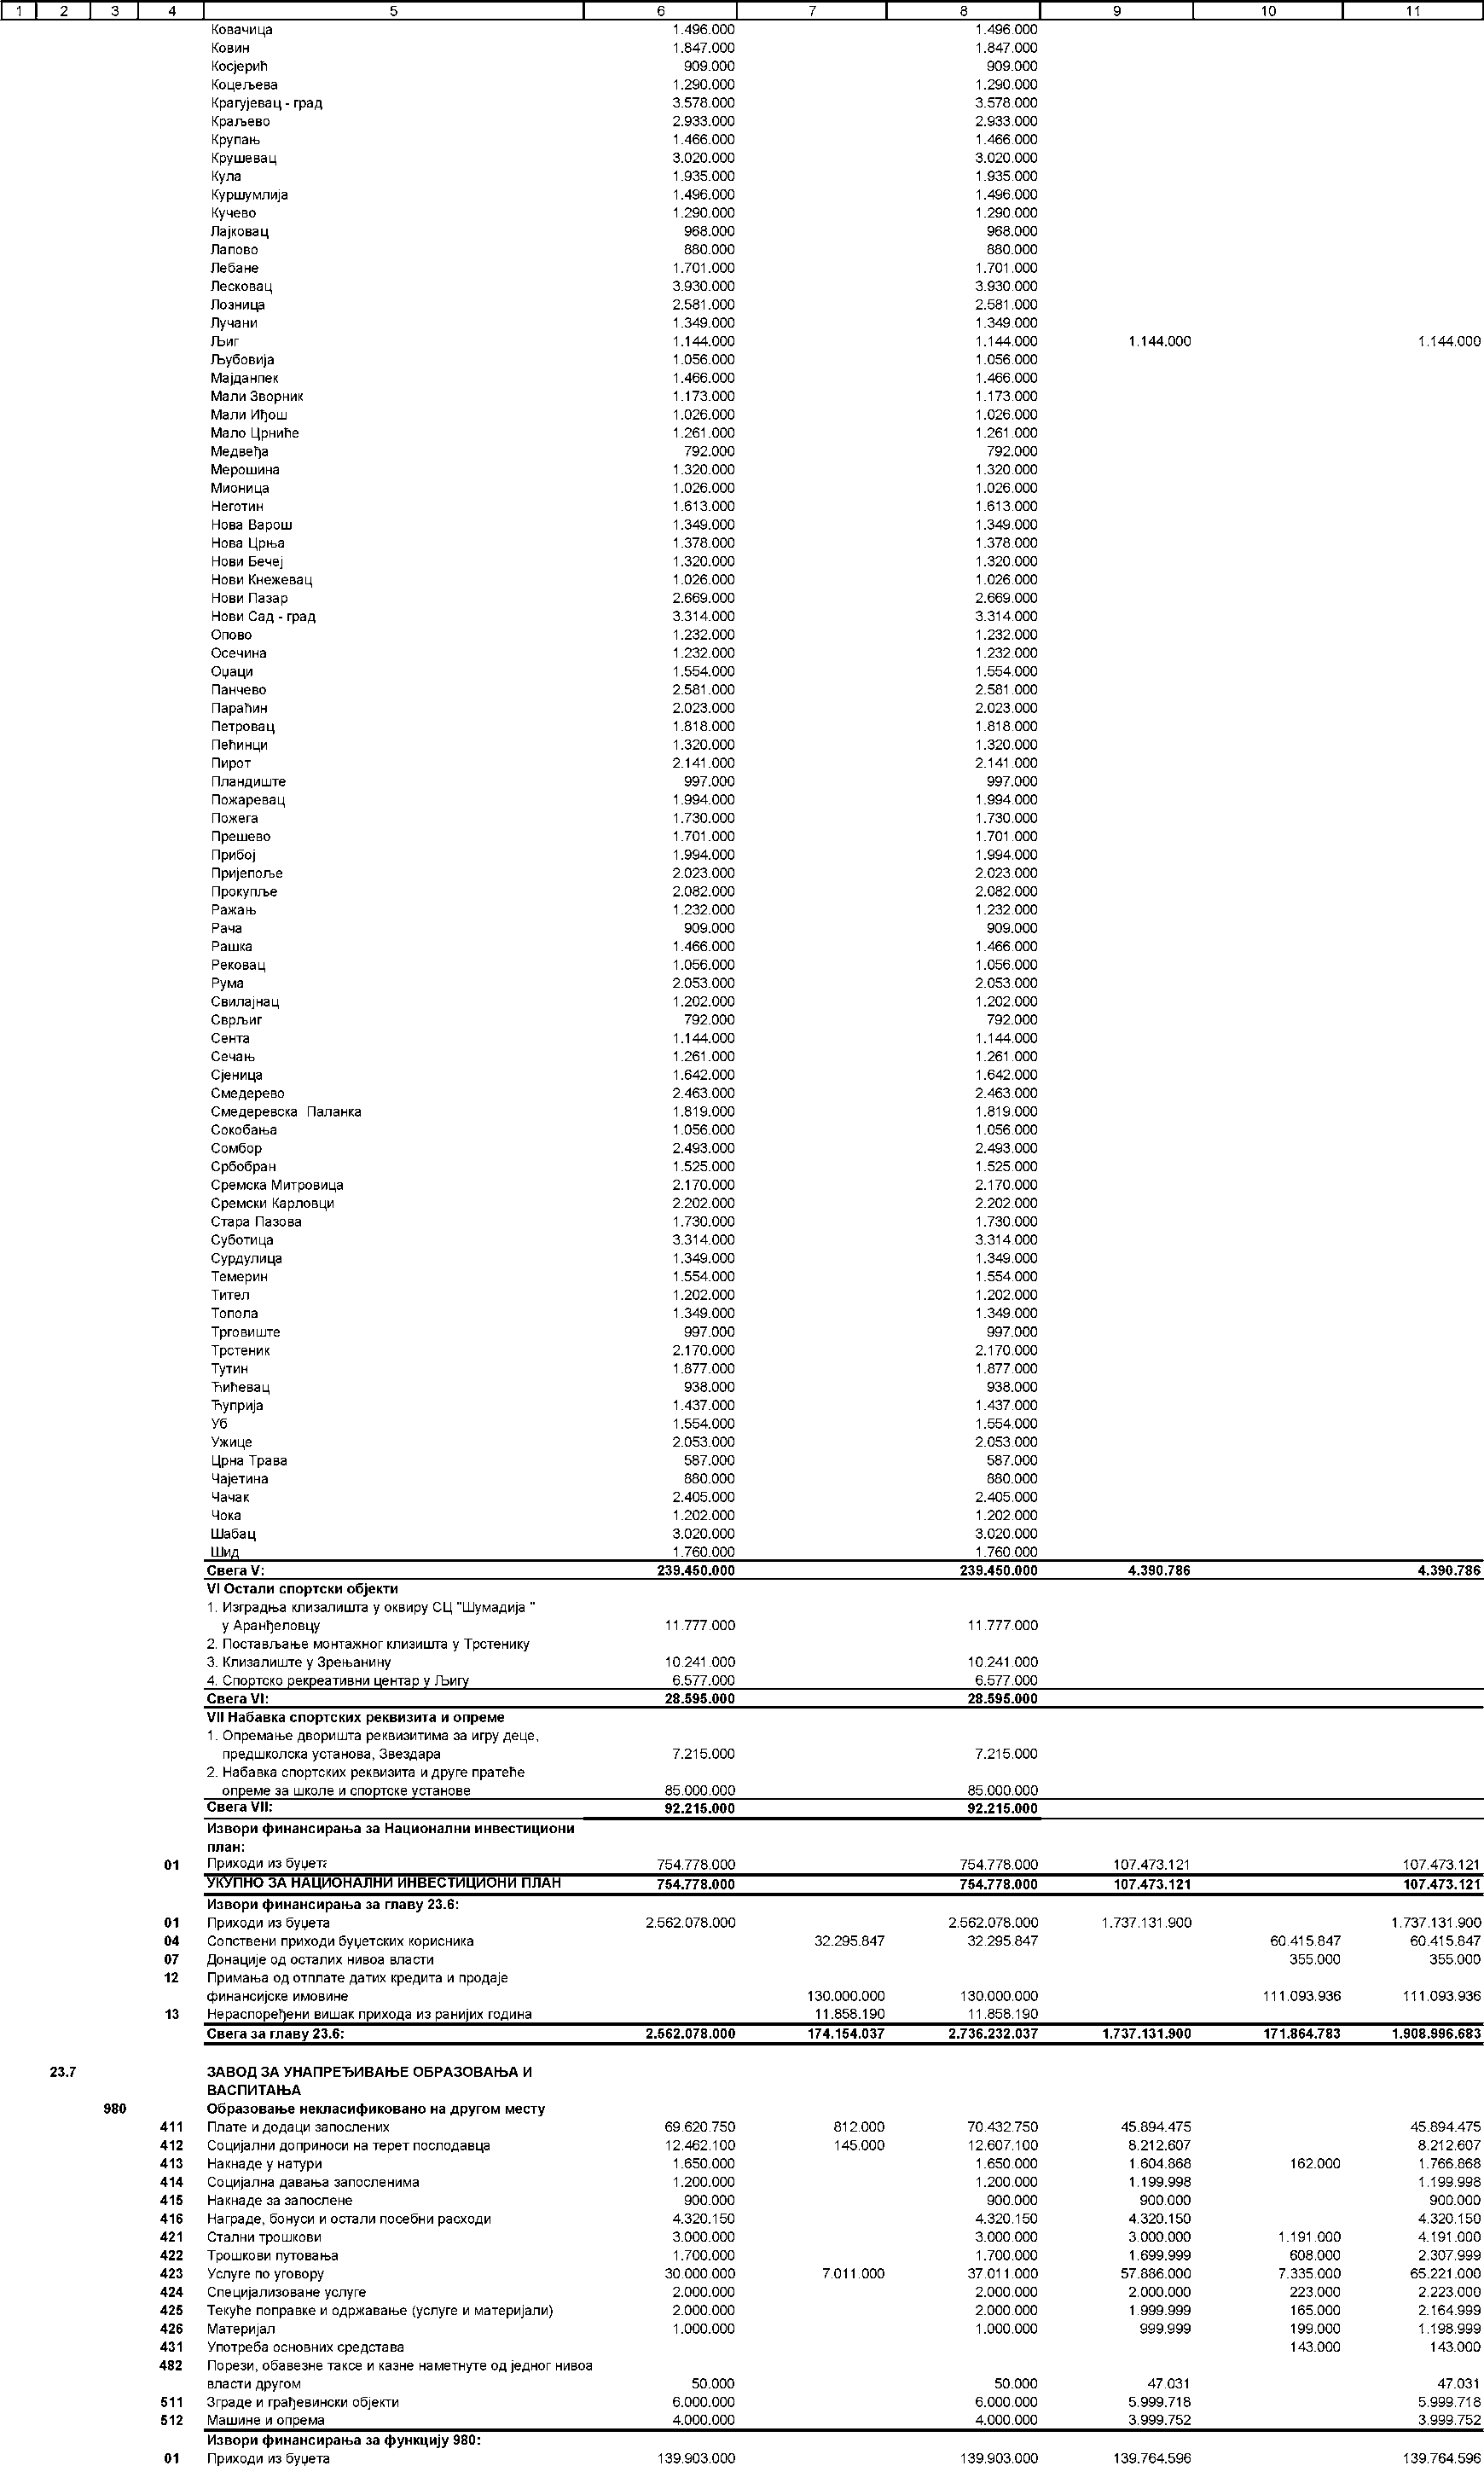 1 2 3 4 5 6 7 8 9 10 11
Ковачица 1.496.000 1.496.000
Ковин 1.847.000 1.847.000
Косјерић 909.000 909.000
Коцељева 1.290.000 1.290.000
Крагујевац - град 3.578.000 3.578.000
Краљево 2.933.000 2.933.000
Крупањ 1.466.000 1.466.000
Крушевац 3.020.000 3.020.000
Кула 1.935.000 1.935.000
Куршумлија 1.496.000 1.496.000
Кучево 1.290.000 1.290.000
Лајковац 968.000 968.000
Лапово 880.000 880.000
Лебане 1.701.000 1.701.000
Лесковац 3.930.000 3.930.000
Лозница 2.581.000 2.581.000
Лучани 1.349.000 1.349.000
Љиг 1.144.000 1.144.000 1.144.000 1.144.000
Љубовија 1.056.000 1.056.000
Мајданпек 1.466.000 1.466.000
Мали Зворник 1.173.000 1.173.000
Мали Иђош 1.026.000 1.026.000
Мало Црниће 1.261.000 1.261.000
Медвеђа 792.000 792.000
Мерошина 1.320.000 1.320.000
Мионица 1.026.000 1.026.000
Неготин 1.613.000 1.613.000
Нова Варош 1.349.000 1.349.000
Нова Црња 1.378.000 1.378.000
Нови Бечеј 1.320.000 1.320.000
Нови Кнежевац 1.026.000 1.026.000
Нови Пазар 2.669.000 2.669.000
Нови Сад - град 3.314.000 3.314.000
Опово 1.232.000 1.232.000
Осечина 1.232.000 1.232.000
Оџаци 1.554.000 1.554.000
Панчево 2.581.000 2.581.000
Параћин 2.023.000 2.023.000
Петровац 1.818.000 1.818.000
Пећинци 1.320.000 1.320.000
Пирот 2.141.000 2.141.000
Пландиште 997.000 997.000
Пожаревац 1.994.000 1.994.000
Пожега 1.730.000 1.730.000
Прешево 1.701.000 1.701.000
Прибој 1.994.000 1.994.000
Пријепоље 2.023.000 2.023.000
Прокупље 2.082.000 2.082.000
Ражањ 1.232.000 1.232.000
Рача 909.000 909.000
Рашка 1.466.000 1.466.000
Рековац 1.056.000 1.056.000
Рума 2.053.000 2.053.000
Свилајнац 1.202.000 1.202.000
Сврљиг 792.000 792.000
Сента 1.144.000 1.144.000
Сечањ 1.261.000 1.261.000
Сјеница 1.642.000 1.642.000
Смедерево 2.463.000 2.463.000
Смедеревска Паланка 1.819.000 1.819.000
Сокобања 1.056.000 1.056.000
Сомбор 2.493.000 2.493.000
Србобран 1.525.000 1.525.000
Сремска Митровица 2.170.000 2.170.000
Сремски Карловци 2.202.000 2.202.000
Стара Пазова 1.730.000 1.730.000
Суботица 3.314.000 3.314.000
Сурдулица 1.349.000 1.349.000
Темерин 1.554.000 1.554.000
Тител 1.202.000 1.202.000
Топола 1.349.000 1.349.000
Трговиште 997.000 997.000
Трстеник 2.170.000 2.170.000
Тутин 1.877.000 1.877.000
Ћићевац 938.000 938.000
Ћуприја 1.437.000 1.437.000
Уб 1.554.000 1.554.000
Ужице 2.053.000 2.053.000
Црна Трава 587.000 587.000
Чајетина 880.000 880.000
Чачак 2.405.000 2.405.000
Чока 1.202.000 1.202.000
Шабац 3.020.000 3.020.000
Шид 1.760.000 1.760.000
Свега V: 239.450.000 239.450.000 4.390.786 4.390.786
VI Остали спортски објекти
1. Изградња клизалишта у оквиру СЦ "Шумадија "
у Аранђеловцу 11.777.000 11.777.000
2. Постављање монтажног клизишта у Трстенику
3. Клизалиште у Зрењанину 10.241.000 10.241.000
4. Спортско рекреативни центар у Љигу 6.577.000 6.577.000
Свега VI: 28.595.000 28.595.000
VII Набавка спортских реквизита и опреме
1. Опремање дворишта реквизитима за игру деце,
предшколска установа, Звездара 7.215.000 7.215.000
2. Набавка спортских реквизита и друге пратеће
опреме за школе и спортске установе 85.000.000 85.000.000
Свега VII: 92.215.000 92.215.000
Извори финансирања за Национални инвестициони
план:
01 Приходи из буџета 754.778.000 754.778.000 107.473.121 107.473.121
УКУПНО ЗА НАЦИОНАЛНИ ИНВЕСТИЦИОНИ ПЛАН 754.778.000 754.778.000 107.473.121 107.473.121
Извори финансирања за главу 23.6:
01 Приходи из буџета 2.562.078.000 2.562.078.000 1.737.131.900 1.737.131.900
04 Сопствени приходи буџетских корисника 32.295.847 32.295.847 60.415.847 60.415.847
07 Донације од осталих нивоа власти 355.000 355.000
12 Примања од отплате датих кредита и продаје
финансијске имовине 130.000.000 130.000.000 111.093.936 111.093.936
13 Нераспоређени вишак прихода из ранијих година 11.858.190 11.858.190
Свега за главу 23.6: 2.562.078.000 174.154.037 2.736.232.037 1.737.131.900 171.864.783 1.908.996.683
23.7 ЗАВОД ЗА УНАПРЕЂИВАЊЕ ОБРАЗОВАЊА И
ВАСПИТАЊА
980 Образовање некласификовано на другом месту
411 Плате и додаци запослених 69.620.750 812.000 70.432.750 45.894.475 45.894.475
412 Социјални доприноси на терет послодавца 12.462.100 145.000 12.607.100 8.212.607 8.212.607
413 Накнаде у натури 1.650.000 1.650.000 1.604.868 162.000 1.766.868
414 Социјална давања запосленима 1.200.000 1.200.000 1.199.998 1.199.998
415 Накнаде за запослене 900.000 900.000 900.000 900.000
416 Награде, бонуси и остали посебни расходи 4.320.150 4.320.150 4.320.150 4.320.150
421 Стални трошкови 3.000.000 3.000.000 3.000.000 1.191.000 4.191.000
422 Трошкови путовања 1.700.000 1.700.000 1.699.999 608.000 2.307.999
423 Услуге по уговору 30.000.000 7.011.000 37.011.000 57.886.000 7.335.000 65.221.000
424 Специјализоване услуге 2.000.000 2.000.000 2.000.000 223.000 2.223.000
425 Текуће поправке и одржавање (услуге и материјали) 2.000.000 2.000.000 1.999.999 165.000 2.164.999
426 Материјал 1.000.000 1.000.000 999.999 199.000 1.198.999
431 Употреба основних средстава 143.000 143.000
482 Порези, обавезне таксе и казне наметнуте од једног нивоа
власти другом 50.000 50.000 47.031 47.031
511 Зграде и грађевински објекти 6.000.000 6.000.000 5.999.718 5.999.718
512 Машине и опрема 4.000.000 4.000.000 3.999.752 3.999.752
Извори финансирања за функцију 980:
01 Приходи из буџета 139.903.000 139.903.000 139.764.596 139.764.596